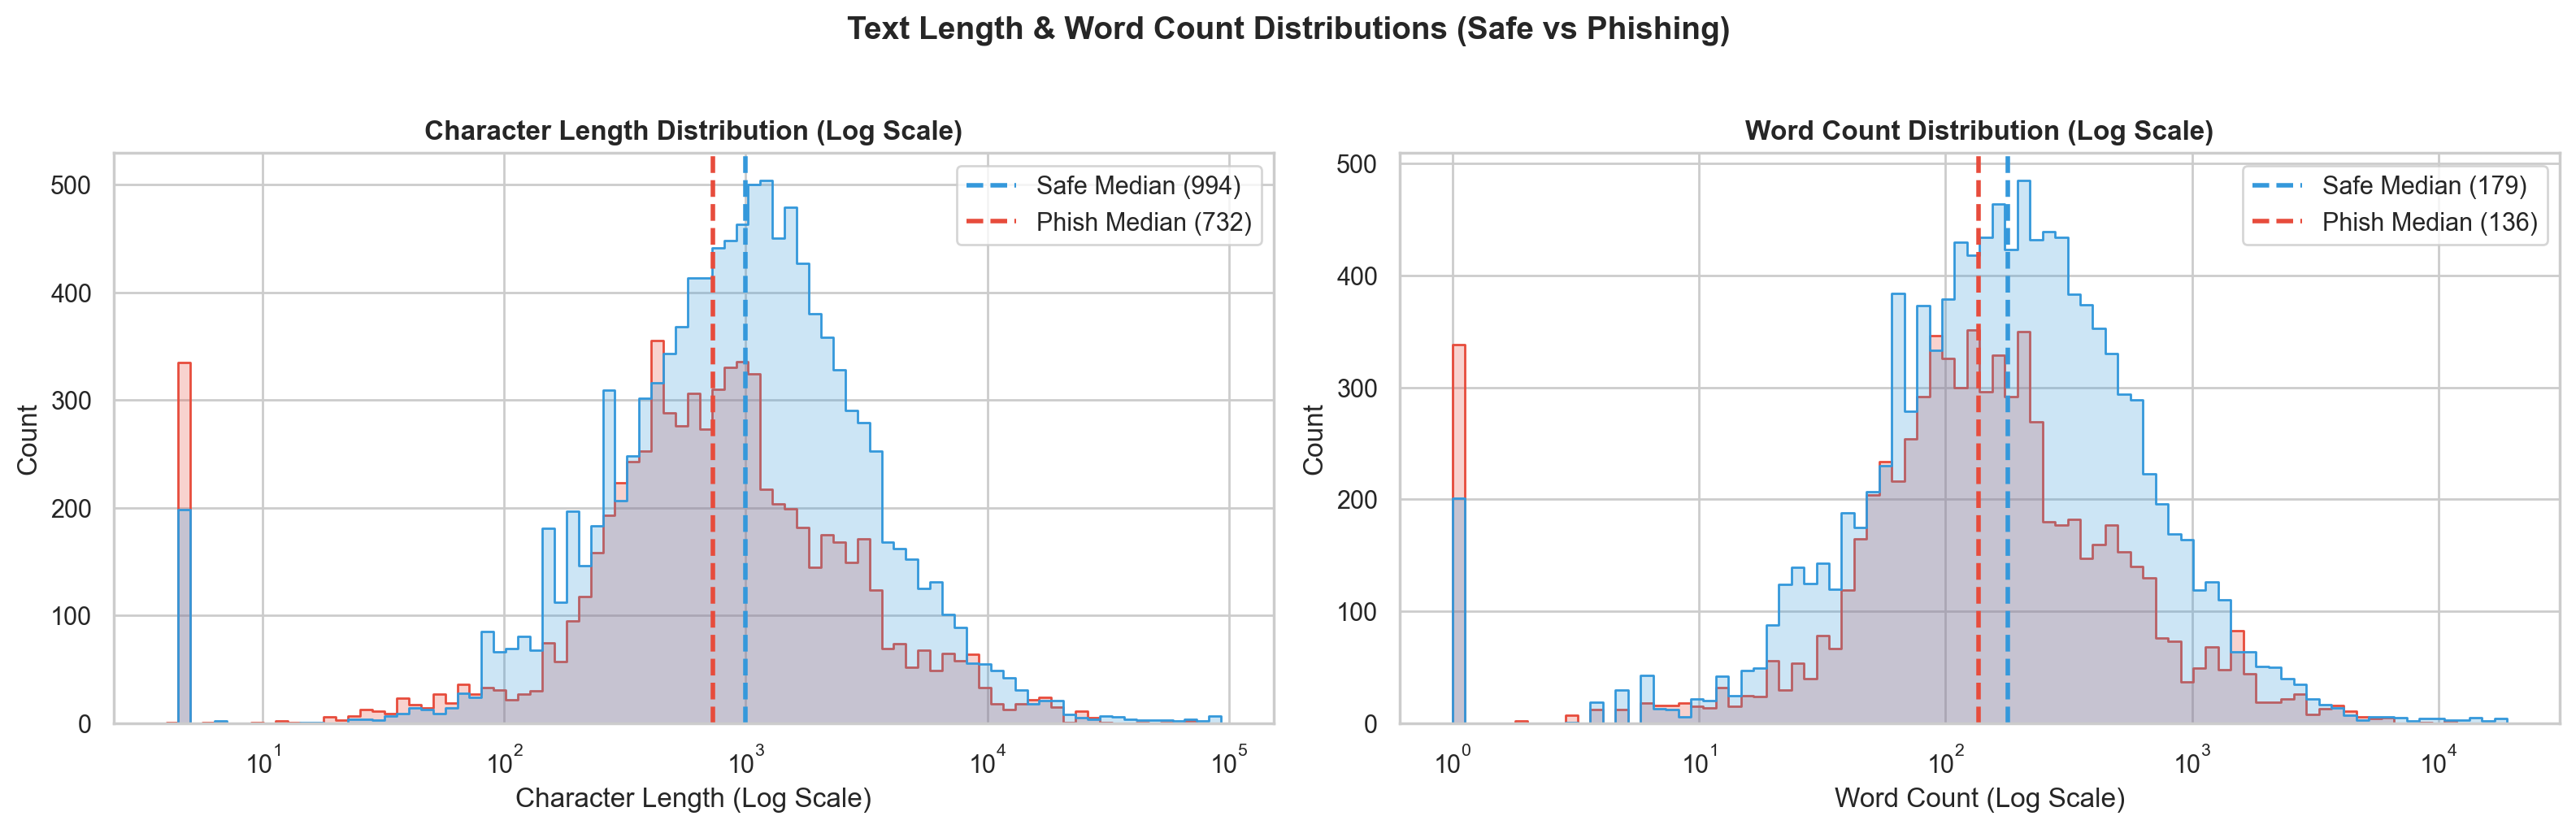 Text Length & Word Count Distributions (Safe vs Phishing)
Character Length Distribution (Log Scale)
Safe Median (994)
Phish Median (732)
500
400
300
200
100
0
Count
10¹
10²
10³
10⁴
10⁵
Character Length (Log Scale)
Word Count Distribution (Log Scale)
Safe Median (179)
Phish Median (136)
500
400
300
200
100
0
Count
10⁰
10¹
10²
10³
10⁴
Word Count (Log Scale)